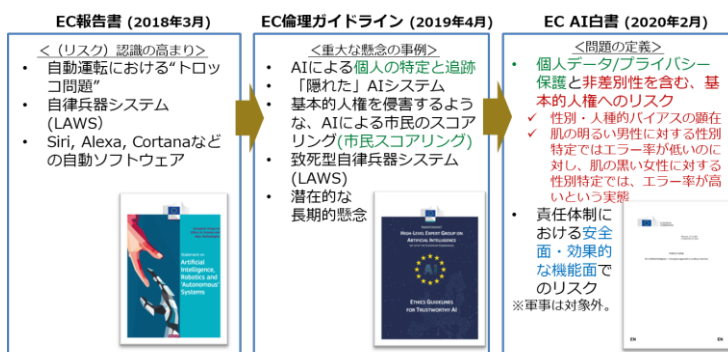 EC報告書 (2018年3月)
＜（リスク）認識の高まり＞
• 自動運転における“トロッ
コ問題”
• 自律兵器システム
(LAWS)
• Siri, Alexa, Cortanaなど
の自動ソフトウェア
Artificial
Intelligence,
Robotics and
'Autonomous'
Systems
EC倫理ガイドライン (2019年4月)
＜重大な懸念の事例＞
• AIによる個人の特定と追跡
• 「隠れた」AIシステム
• 基本的人権を侵害するよう
な、AIによる市民のスコア
リング(市民スコアリング)
• 致死型自律兵器システム
(LAWS)
• 潜在的な
長期的懸念
HIGH-LEVEL EXPERT GROUP ON
ARTIFICIAL INTELLIGENCE
AI
ETHICS GUIDELINES
FOR TRUSTWORTHY AI
EC AI白書 (2020年2月)
＜問題の定義＞
• 個人データ/プライバシー
保護と非差別性を含む、基
本的人権へのリスク
✓ 性別・人種的バイアスの顕在
✓ 肌の明るい男性に対する性別
特定ではエラー率が低いのに
対し、肌の黒い女性に対する
性別特定では、エラー率が高
いという実態
• 責任体制に
おける安全
面・効果的
な機能面で
のリスク
※軍事は対象外。
EN EN